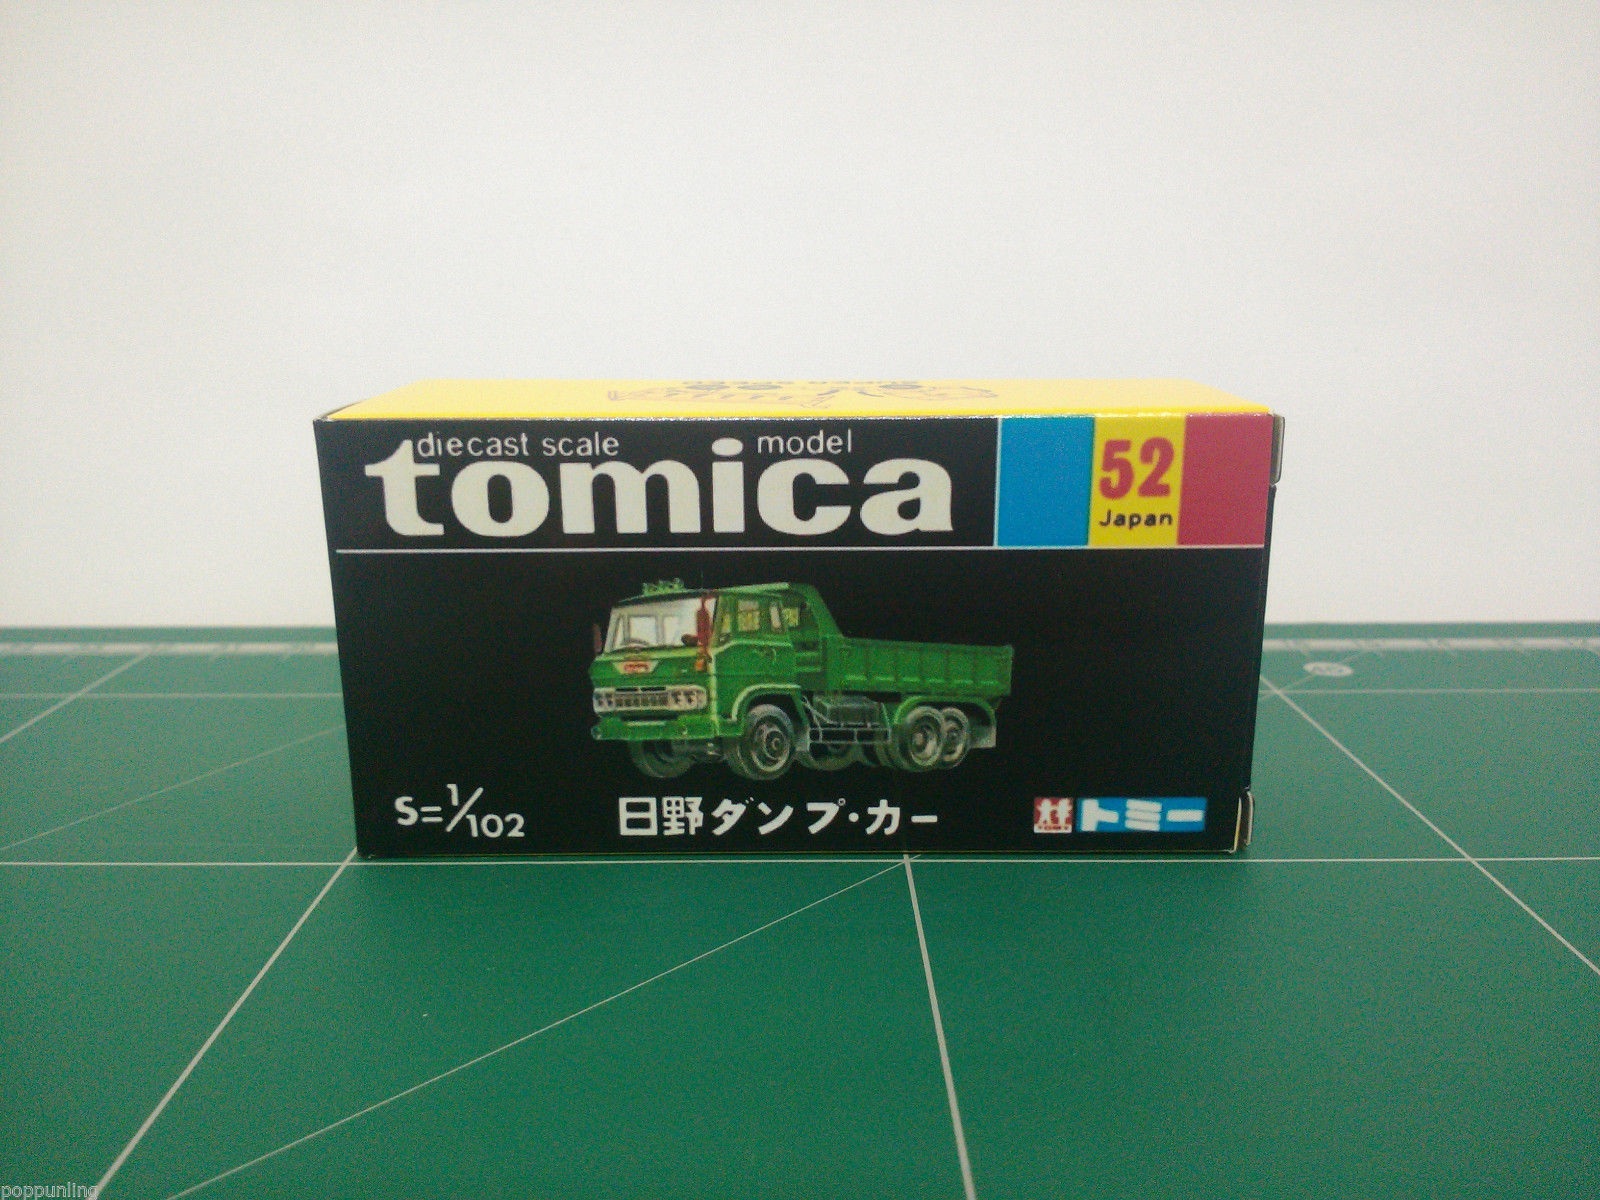 diecast scale model
tomica
52
Japan
S=1/102
日野ダンプ・カー
TOMY
トミー
poppunling